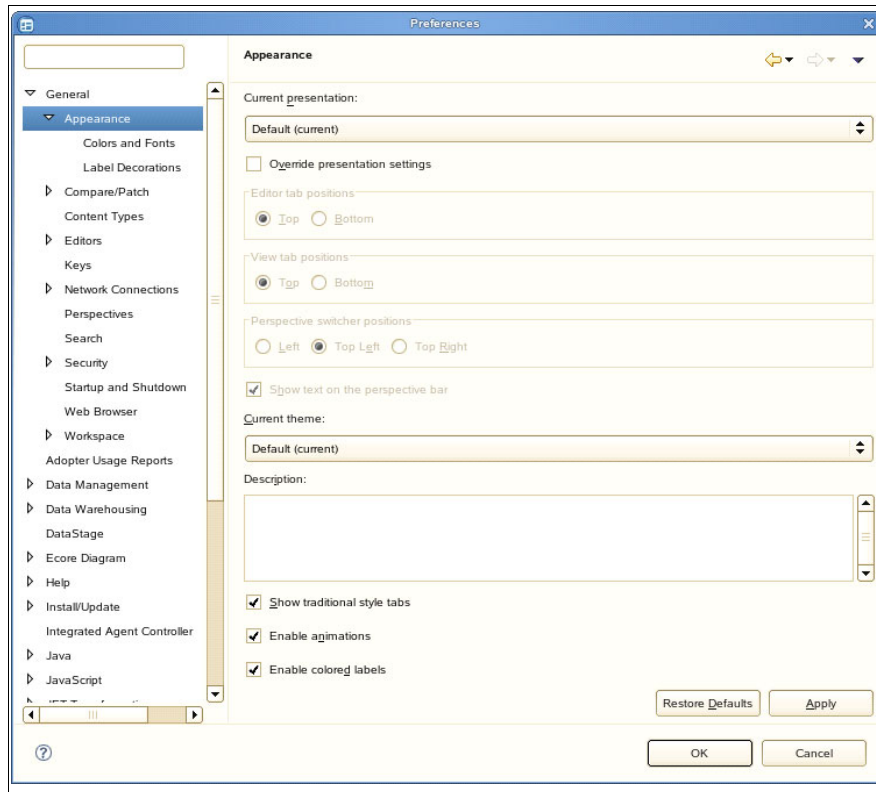 Preferences
Appearance
General
Appearance
Colors and Fonts
Label Decorations
Compare/Patch
Content Types
Editors
Keys
Network Connections
Perspectives
Search
Security
Startup and Shutdown
Web Browser
Workspace
Adopter Usage Reports
Data Management
Data Warehousing
DataStage
Ecore Diagram
Help
Install/Update
Integrated Agent Controller
Java
JavaScript
Current presentation:
Default (current)
Override presentation settings
Editor tab positions
Top Bottom
View tab positions
Top Bottom
Perspective switcher positions
Left Top Left Top Right
Show text on the perspective bar
Current theme:
Default (current)
Description:
Show traditional style tabs
Enable animations
Enable colored labels
Restore Defaults Apply
OK Cancel